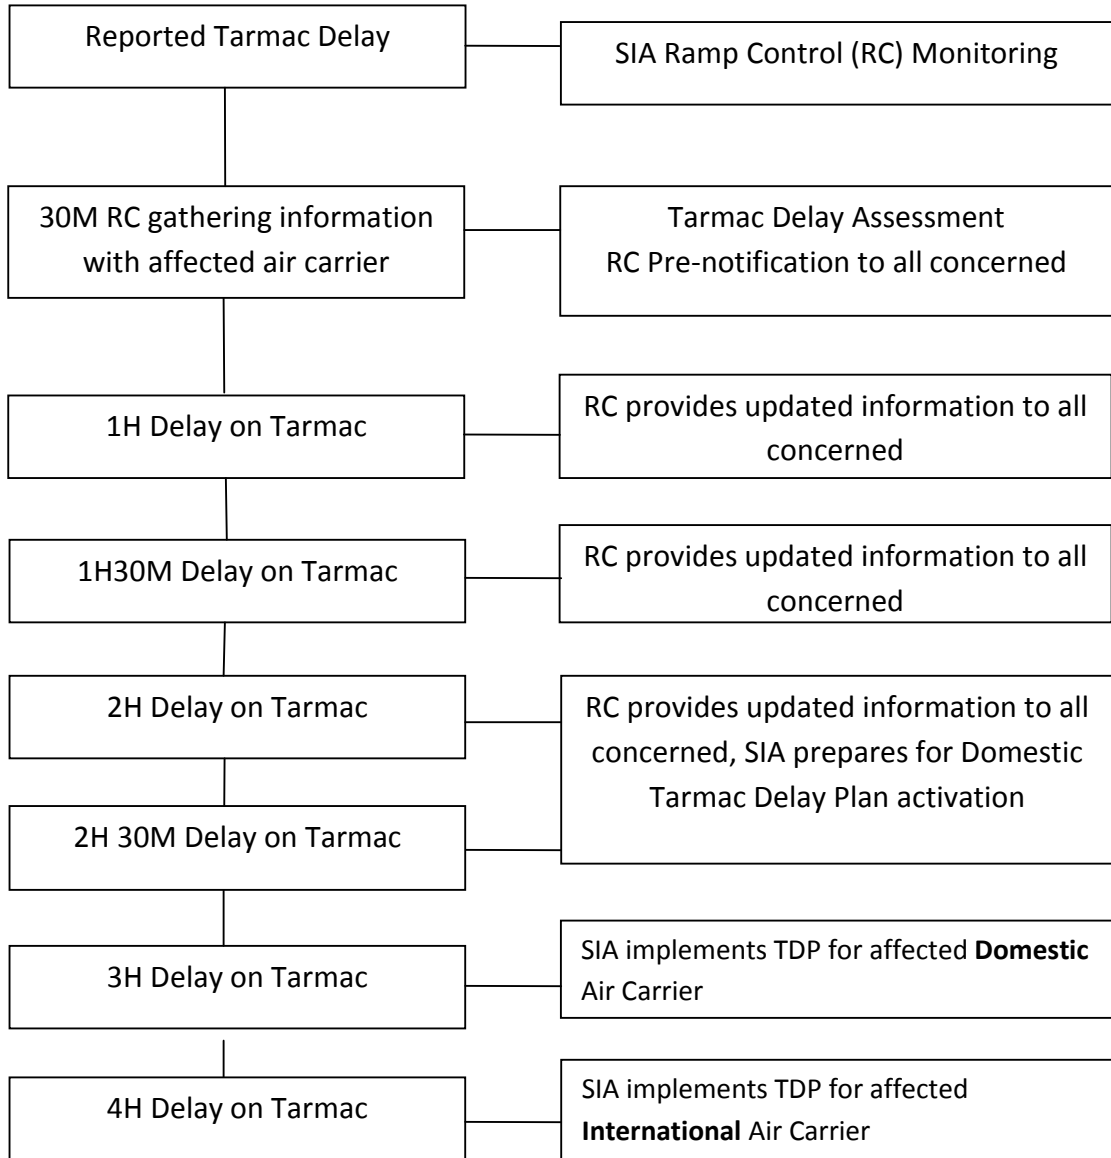 Reported Tarmac Delay
SIA Ramp Control (RC) Monitoring
30M RC gathering information
with affected air carrier
Tarmac Delay Assessment
RC Pre-notification to all concerned
1H Delay on Tarmac
RC provides updated information to all
concerned
1H30M Delay on Tarmac
RC provides updated information to all
concerned
2H Delay on Tarmac
RC provides updated information to all
concerned, SIA prepares for Domestic
Tarmac Delay Plan activation
2H 30M Delay on Tarmac
3H Delay on Tarmac
SIA implements TDP for affected Domestic
Air Carrier
4H Delay on Tarmac
SIA implements TDP for affected
International Air Carrier